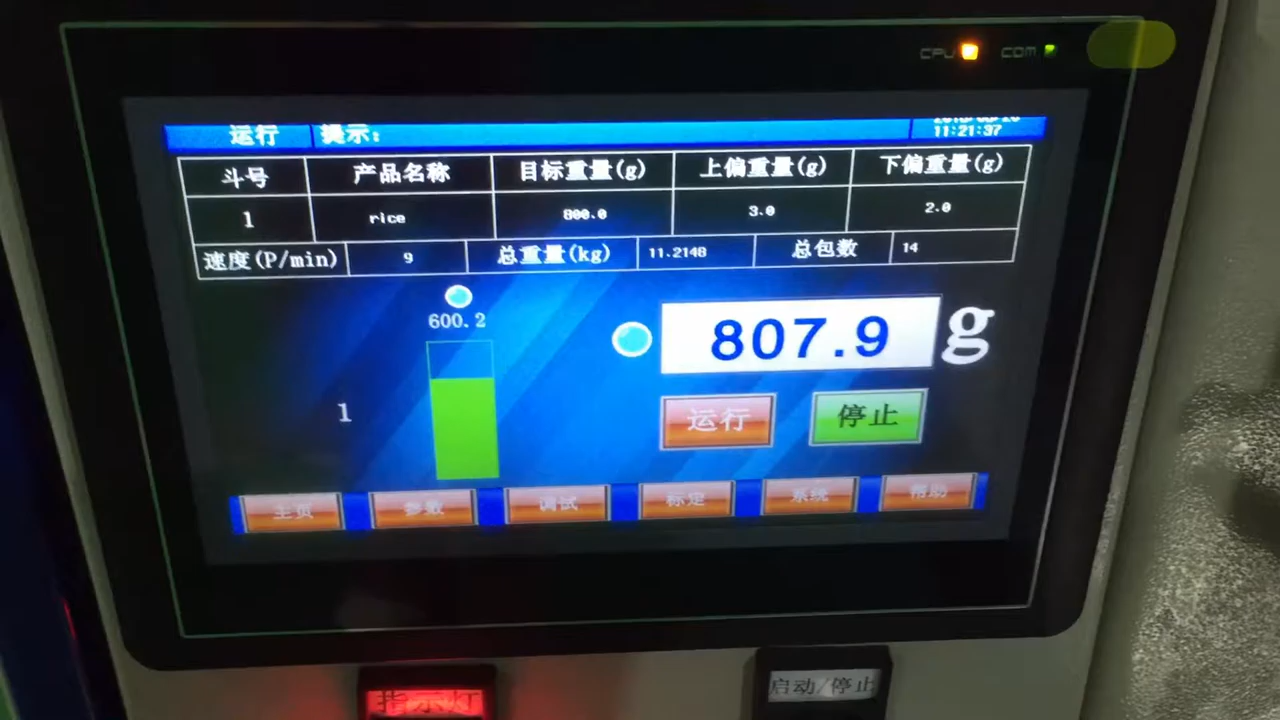 CPU COM
运行 提示: 11:21:37
斗号 产品名称 目标重量(g) 上偏重量(g) 下偏重量(g)
1 rice 800.0 3.0 2.0
速度(P/min) 9 总重量(kg) 11.2148 总包数 14
600.2
807.9 g
1
运行 停止
主页 参数 调试 标定 系统 帮助
指示灯 启动/停止